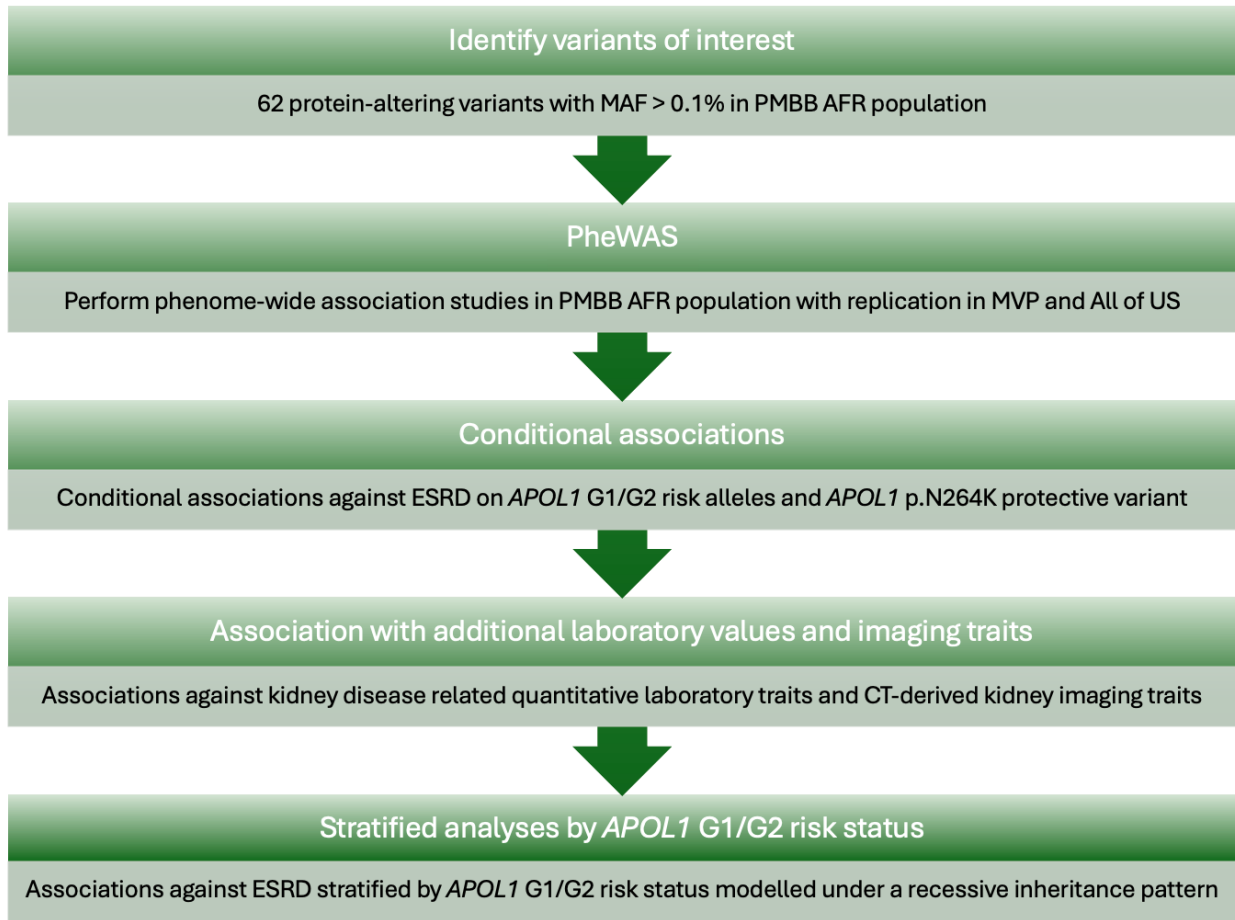 Identify variants of interest
62 protein-altering variants with MAF > 0.1% in PMBB AFR population
PheWAS
Perform phenome-wide association studies in PMBB AFR population with replication in MVP and All of US
Conditional associations
Conditional associations against ESRD on APOL1 G1/G2 risk alleles and APOL1 p.N264K protective variant
Association with additional laboratory values and imaging traits
Associations against kidney disease related quantitative laboratory traits and CT-derived kidney imaging traits
Stratified analyses by APOL1 G1/G2 risk status
Associations against ESRD stratified by APOL1 G1/G2 risk status modelled under a recessive inheritance pattern